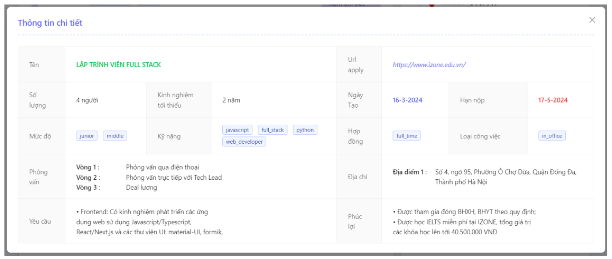 Thông tin chi tiết
Tên
LẬP TRÌNH VIÊN FULL STACK
Url apply
https://www.izone.edu.vn/
Số lượng
4 người
Kinh nghiệm tối thiểu
2 năm
Ngày Tạo
16-3-2024
Hạn nộp
17-5-2024
Mức độ
junior middle
Kỹ năng
javascript full_stack python
web_developer
Hợp đồng
full_time
Loại công việc
in_office
Phỏng vấn
Vòng 1 : Phỏng vấn qua điện thoại
Vòng 2 : Phỏng vấn trực tiếp với Tech Lead
Vòng 3 : Deal lương
Địa chỉ
Địa điểm 1 : Số 4, ngõ 95, Phường Ô Chợ Dừa, Quận Đống Đa,
Thành phố Hà Nội
Yêu cầu
• Frontend: Có kinh nghiệm phát triển các ứng
dụng web sử dụng Javascript/Typescript,
React/Next.js và các thư viện UI: material-UI, formik,
Phúc lợi
• Được tham gia đóng BHXH, BHYT theo quy định;
• Được học IELTS miễn phí tại IZONE, tổng giá trị
các khóa học lên tới 40.500.000 VNĐ